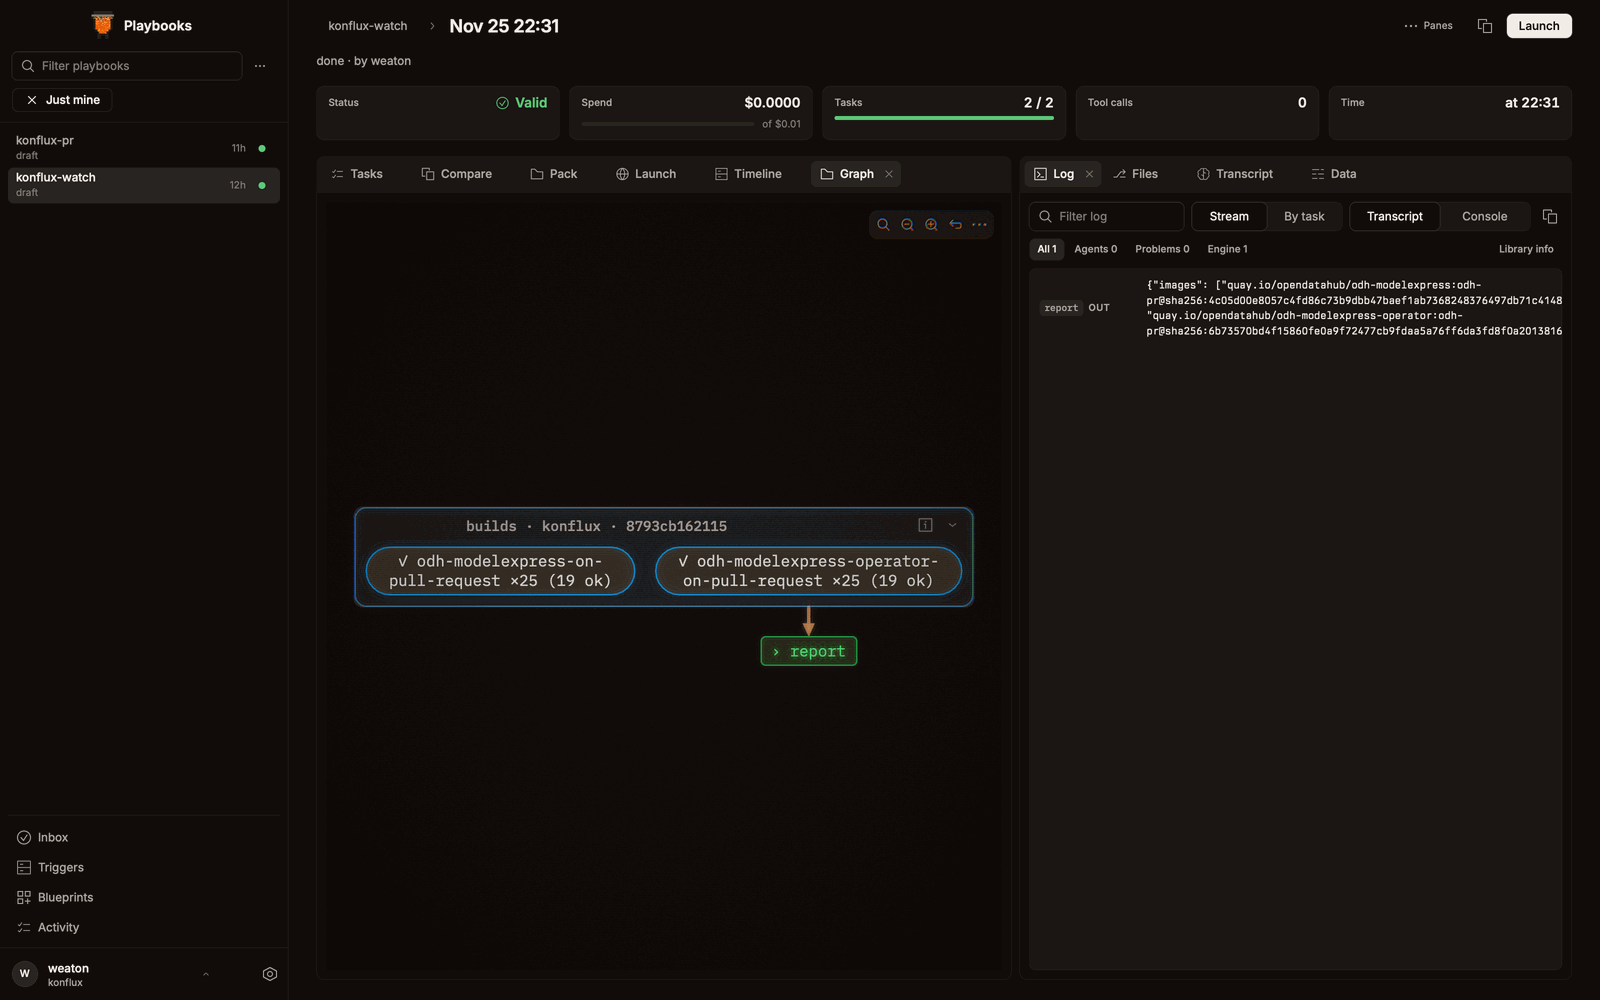 Playbooks
Filter playbooks
Just mine
konflux-pr
draft
11h
konflux-watch
draft
12h
Inbox
Triggers
Blueprints
Activity
W
weaton
konflux
konflux-watch
Nov 25 22:31
Panes
Launch
done · by weaton
Status
Valid
Spend
$0.0000
of $0.01
Tasks
2 / 2
Tool calls
0
Time
at 22:31
Tasks
Compare
Pack
Launch
Timeline
Graph
builds · konflux · 8793cb162115
√ odh-modelexpress-on-
pull-request ×25 (19 ok)
√ odh-modelexpress-operator-
on-pull-request ×25 (19 ok)
› report
Log
Files
Transcript
Data
Filter log
Stream
By task
Transcript
Console
All 1
Agents 0
Problems 0
Engine 1
Library info
report OUT
{"images": ["quay.io/opendatahub/odh-modelexpress:odh-
pr@sha256:4c05d00e8057c4fd86c73b9dbb47baef1ab7368248376497db71c4148
"quay.io/opendatahub/odh-modelexpress-operator:odh-
pr@sha256:6b73570bd4f15860fe0a9f72477cb9fdaa5a76ff6da3fd8f0a2013816